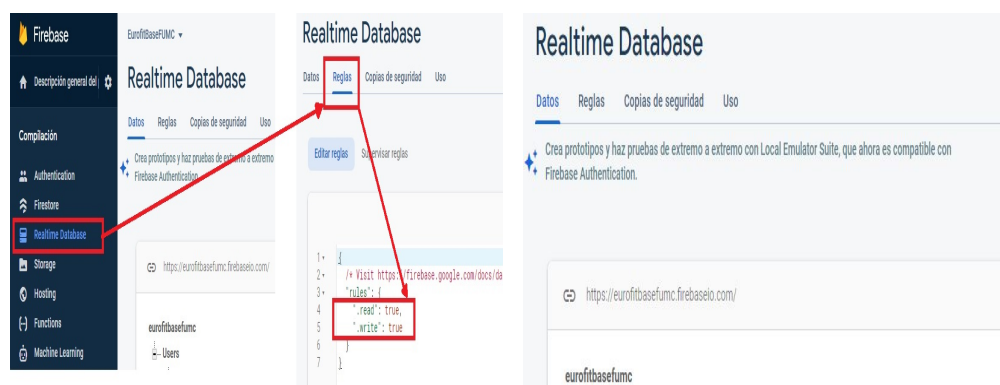 Firebase
Descripción general del
Compilación
Authentication
Firestore
Realtime Database
Storage
Hosting
Functions
Machine Learning
EurofitBaseFUMC
Realtime Database
Datos Reglas Copias de seguridad Uso
Crea prototipos y haz pruebas de extremo a extremo
Firebase Authentication.
https://eurofitbasefumc.firebaseio.com/
eurofitbasefumc
Users
Realtime Database
Datos Reglas Copias de seguridad Uso
Editar reglas Supervisar reglas
1 {
2 /* Visit https://firebase.google.com/docs/da
3 "rules": {
4 ".read": true,
5 ".write": true
6 }
7 }
Realtime Database
Datos Reglas Copias de seguridad Uso
Crea prototipos y haz pruebas de extremo a extremo con Local Emulator Suite, que ahora es compatible con
Firebase Authentication.
https://eurofitbasefumc.firebaseio.com/
eurofitbasefumc